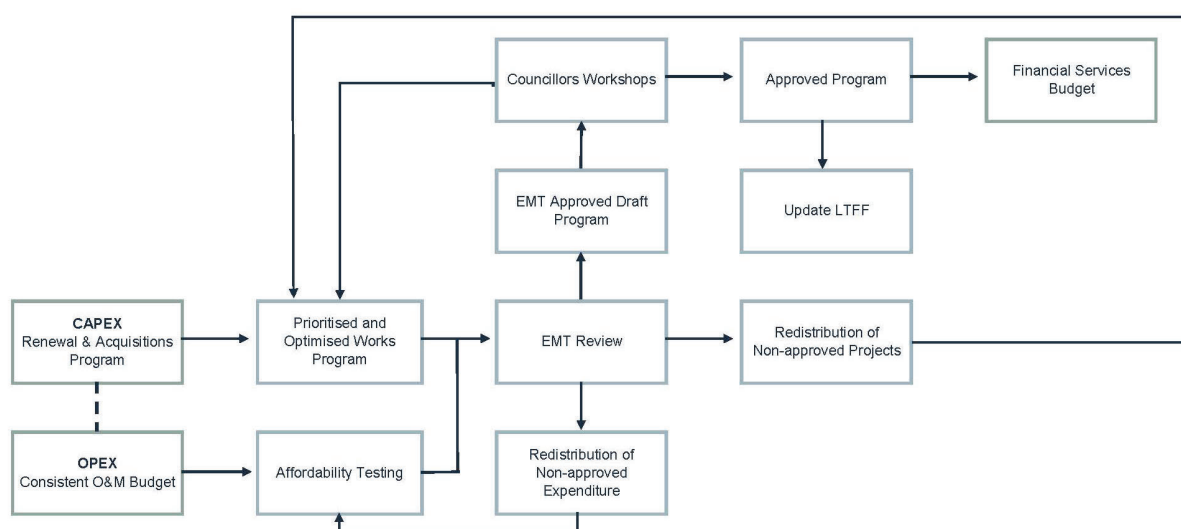 Councillors Workshops
Approved Program
Financial Services
Budget
EMT Approved Draft
Program
Update LTFF
CAPEX
Renewal & Acquisitions
Program
Prioritised and
Optimised Works
Program
EMT Review
Redistribution of
Non-approved Projects
OPEX
Consistent O&M Budget
Affordability Testing
Redistribution of
Non-approved
Expenditure